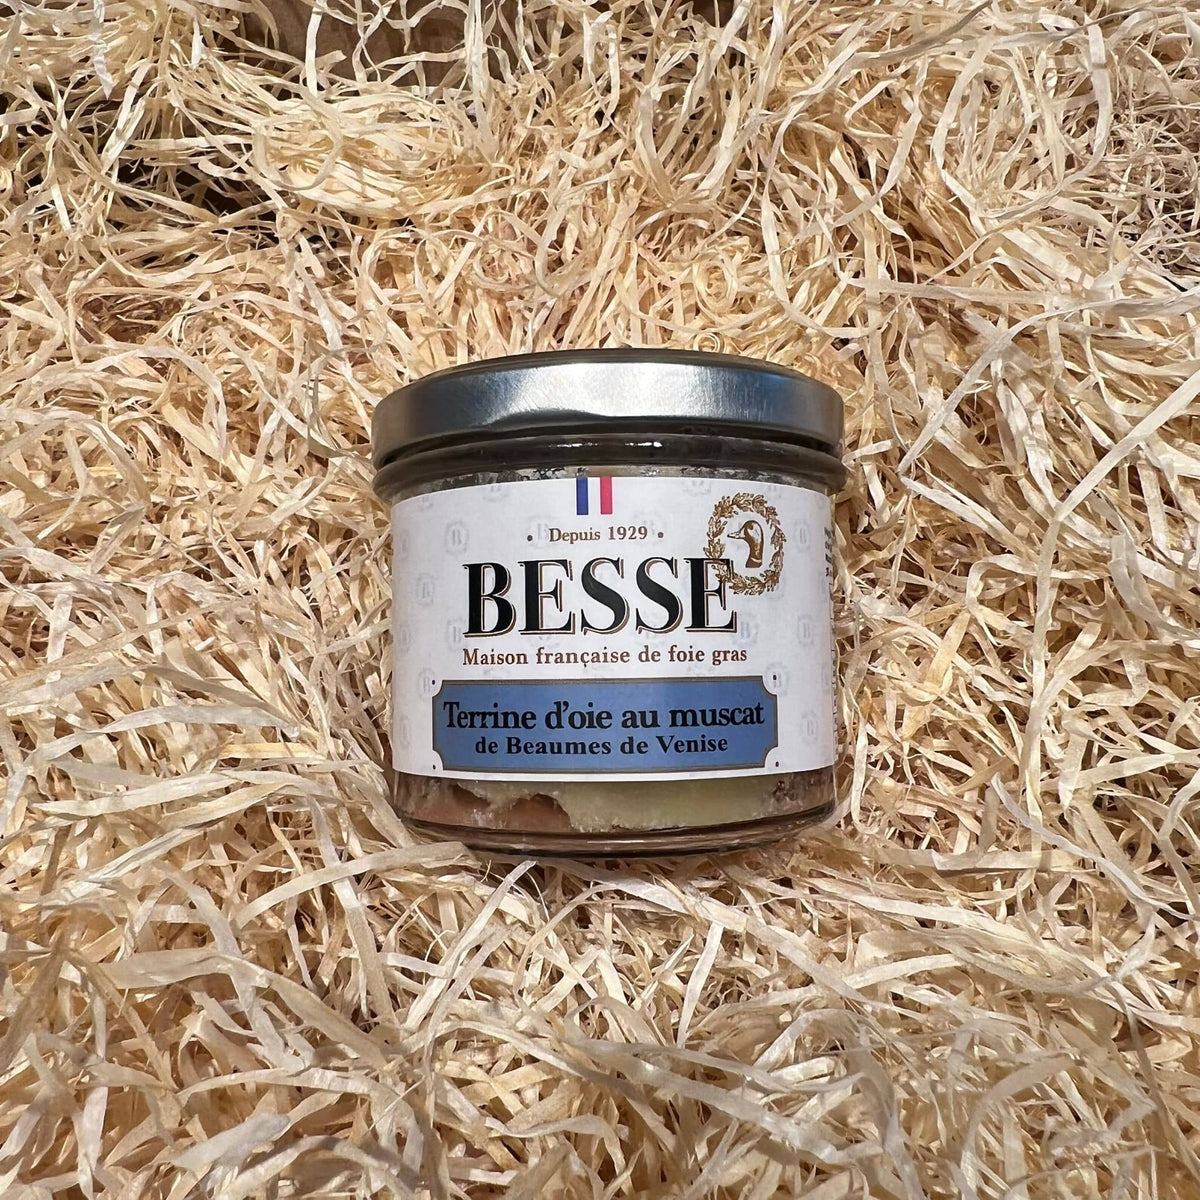 Depuis 1929
BESSE
Maison française de foie gras
Terrine d'oie au muscat
de Beaumes de Venise